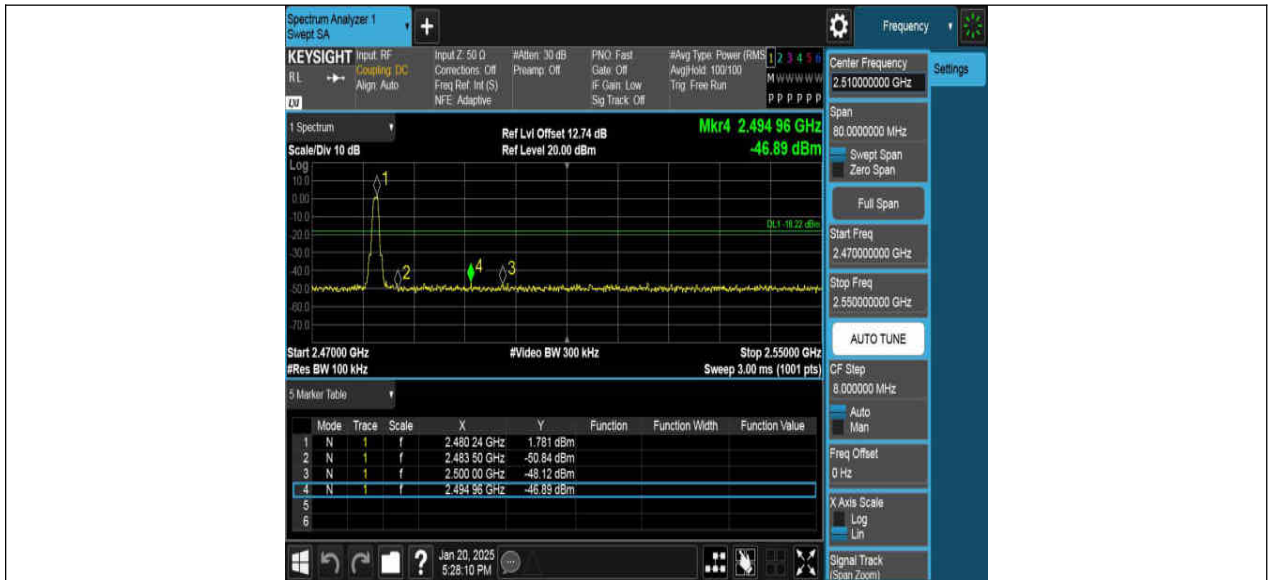 Spectrum Analyzer 1
Swept SA
+
Frequency
KEYSIGHT
RL
LXI
Input: RF
Coupling: DC
Align: Auto
Input Z: 50 Ω
Corrections: Off
Freq Ref: Int (S)
NFE: Adaptive
#Atten: 30 dB
Preamp: Off
PNO: Fast
Gate: Off
IF Gain: Low
Sig Track: Off
#Avg Type: Power (RMS
Avg|Hold: 100/100
Trig: Free Run
1 2 3 4 5 6
M W W W W W
P P P P P P
Center Frequency
2.510000000 GHz
Settings
1 Spectrum
Scale/Div 10 dB
Ref Lvl Offset 12.74 dB
Ref Level 20.00 dBm
Mkr4 2.494 96 GHz
-46.89 dBm
Log
10.0
0.00
-10.0
-20.0
-30.0
-40.0
-50.0
-60.0
-70.0
1
2
4
3
DL1 -18.22 dBm
Start 2.47000 GHz
#Res BW 100 kHz
#Video BW 300 kHz
Stop 2.55000 GHz
Sweep 3.00 ms (1001 pts)
Span
80.0000000 MHz
Swept Span
Zero Span
Full Span
Start Freq
2.470000000 GHz
Stop Freq
2.550000000 GHz
AUTO TUNE
CF Step
8.000000 MHz
Auto
Man
Freq Offset
0 Hz
X Axis Scale
Log
Lin
Signal Track
(Span Zoom)
5 Marker Table
Mode Trace Scale X Y Function Function Width Function Value
1 N 1 f 2.480 24 GHz 1.781 dBm
2 N 1 f 2.483 50 GHz -50.84 dBm
3 N 1 f 2.500 00 GHz -48.12 dBm
4 N 1 f 2.494 96 GHz -46.89 dBm
5
6
?
Jan 20, 2025
5:28:10 PM